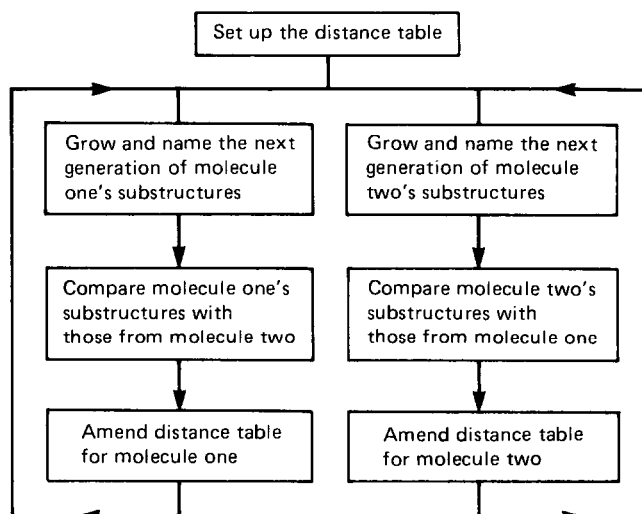 Set up the distance table
Grow and name the next
generation of molecule
one's substructures
Grow and name the next
generation of molecule
two's substructures
Compare molecule one's
substructures with
those from molecule two
Compare molecule two's
substructures with
those from molecule one
Amend distance table
for molecule one
Amend distance table
for molecule two